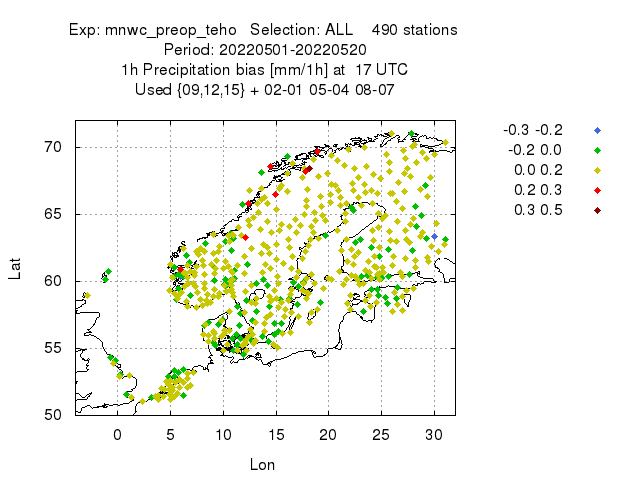 Exp: mnwc_preop_teho Selection: ALL 490 stations
Period: 20220501-20220520
1h Precipitation bias [mm/1h] at 17 UTC
Used {09,12,15} + 02-01 05-04 08-07
-0.3 -0.2
-0.2 0.0
0.0 0.2
0.2 0.3
0.3 0.5
70
65
60
55
50
Lat
0 5 10 15 20 25 30
Lon